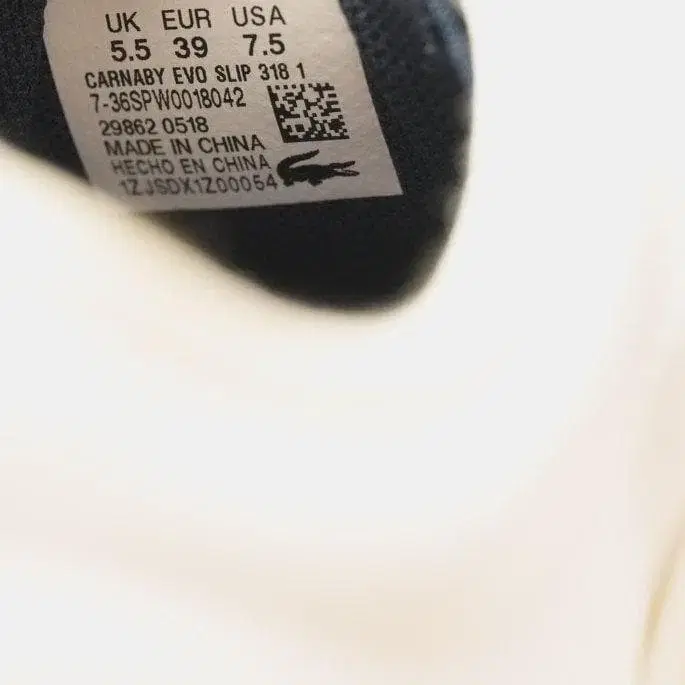 UK EUR USA
5.5 39 7.5
CARNABY EVO SLIP 318 1
7-36SPW0018042
29862 0518
MADE IN CHINA
HECHO EN CHINA
1ZJSDX1Z00054